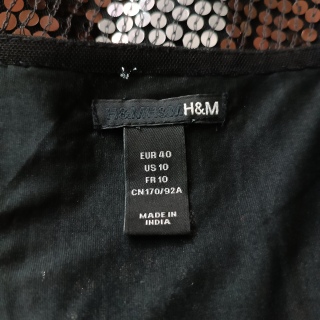 H&M
EUR 40
US 10
FR 10
CN170/92A
MADE IN
INDIA